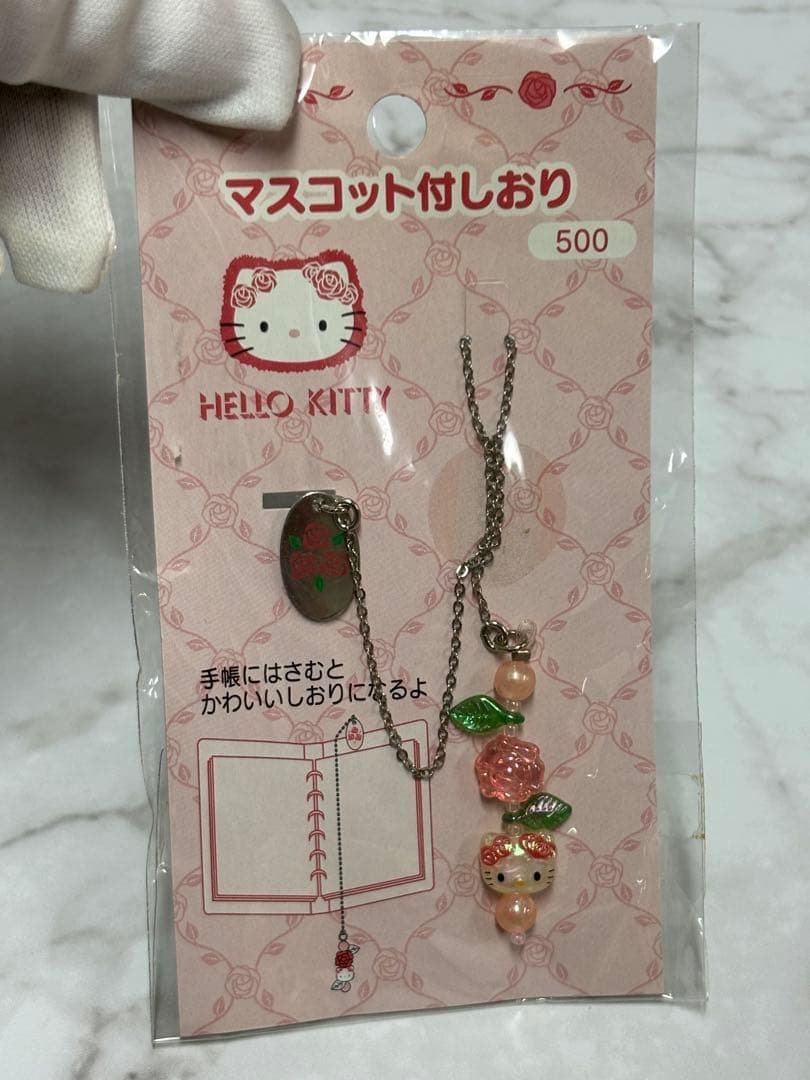 マスコット付しおり
500
HELLO KITTY
手帳にはさむと
かわいいしおりになるよ